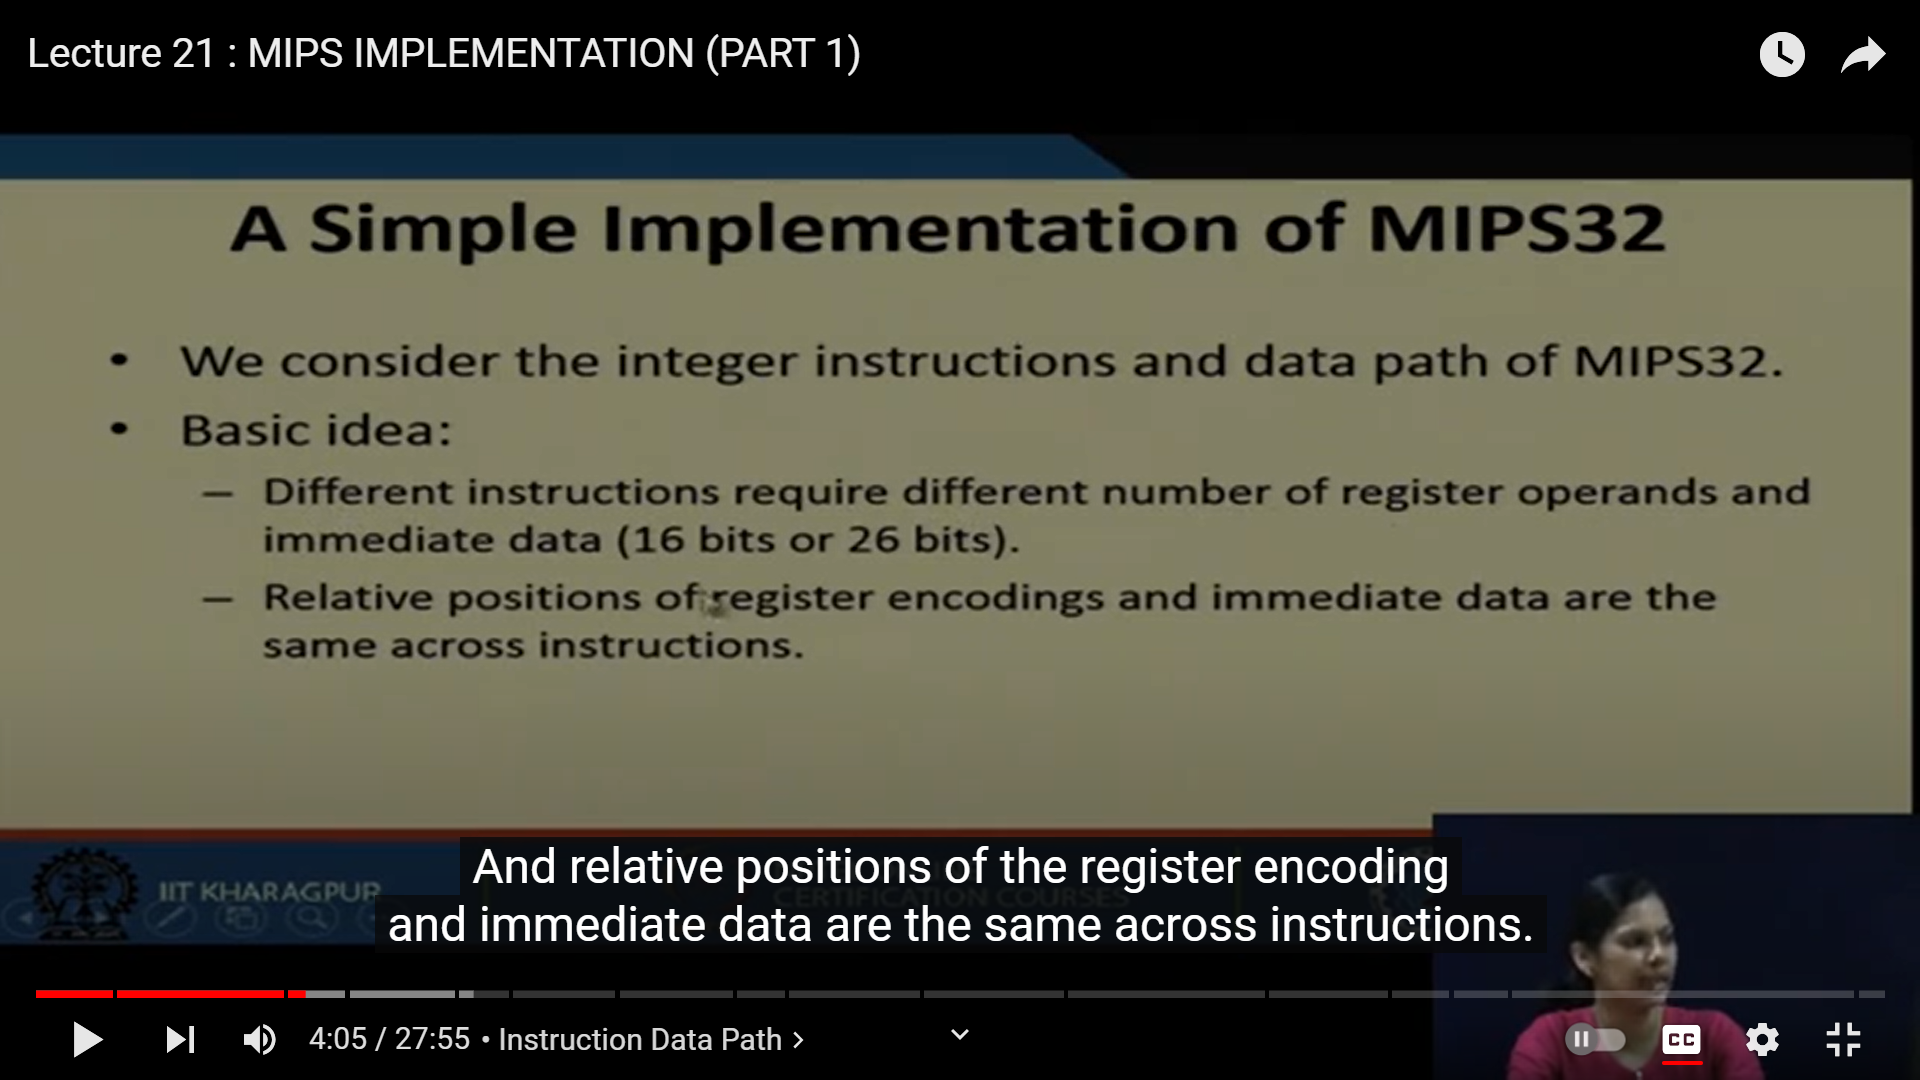 Lecture 21 : MIPS IMPLEMENTATION (PART 1)
A Simple Implementation of MIPS32
• We consider the integer instructions and data path of MIPS32.
• Basic idea:
– Different instructions require different number of register operands and
immediate data (16 bits or 26 bits).
– Relative positions of register encodings and immediate data are the
same across instructions.
IIT KHARAGPUR
CERTIFICATION COURSES
And relative positions of the register encoding
and immediate data are the same across instructions.
4:05 / 27:55 • Instruction Data Path >
CC